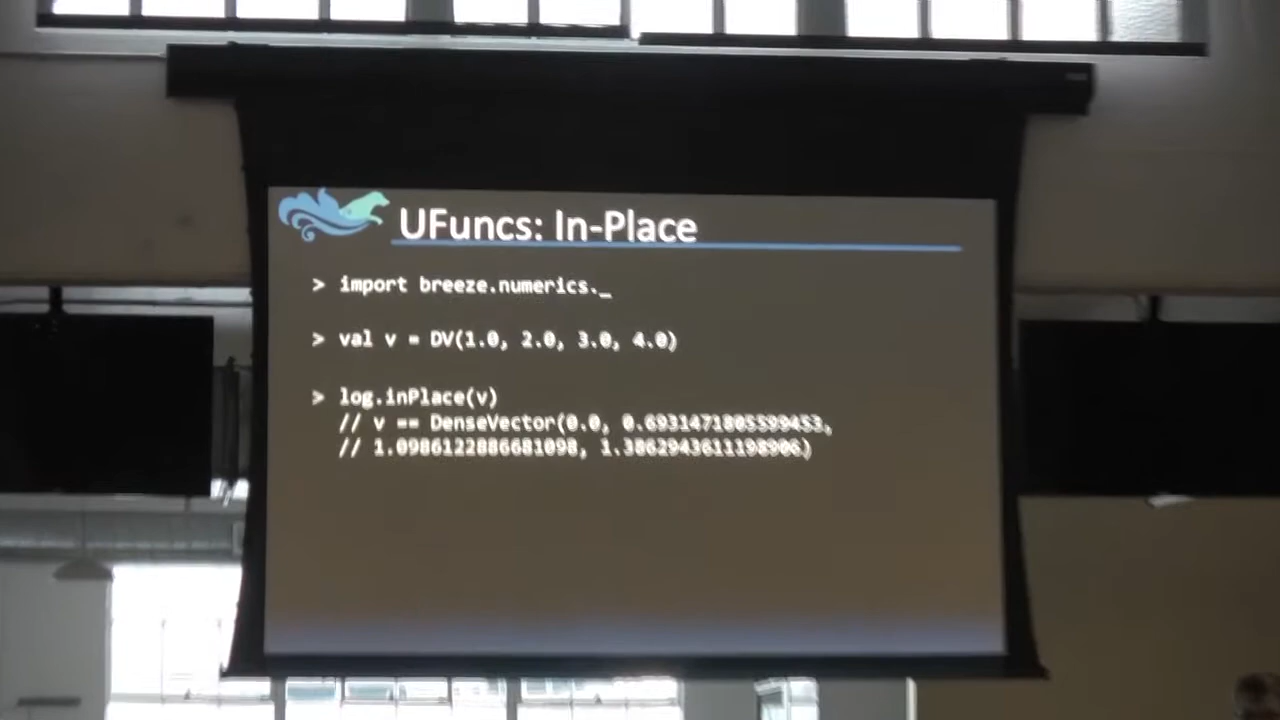 UFuncs: In-Place
> import breeze.numerics._
> val v = DV(1.0, 2.0, 3.0, 4.0)
> log.inPlace(v)
// v == DenseVector(0.0, 0.6931471805599453,
// 1.0986122886681098, 1.3862943611198906)